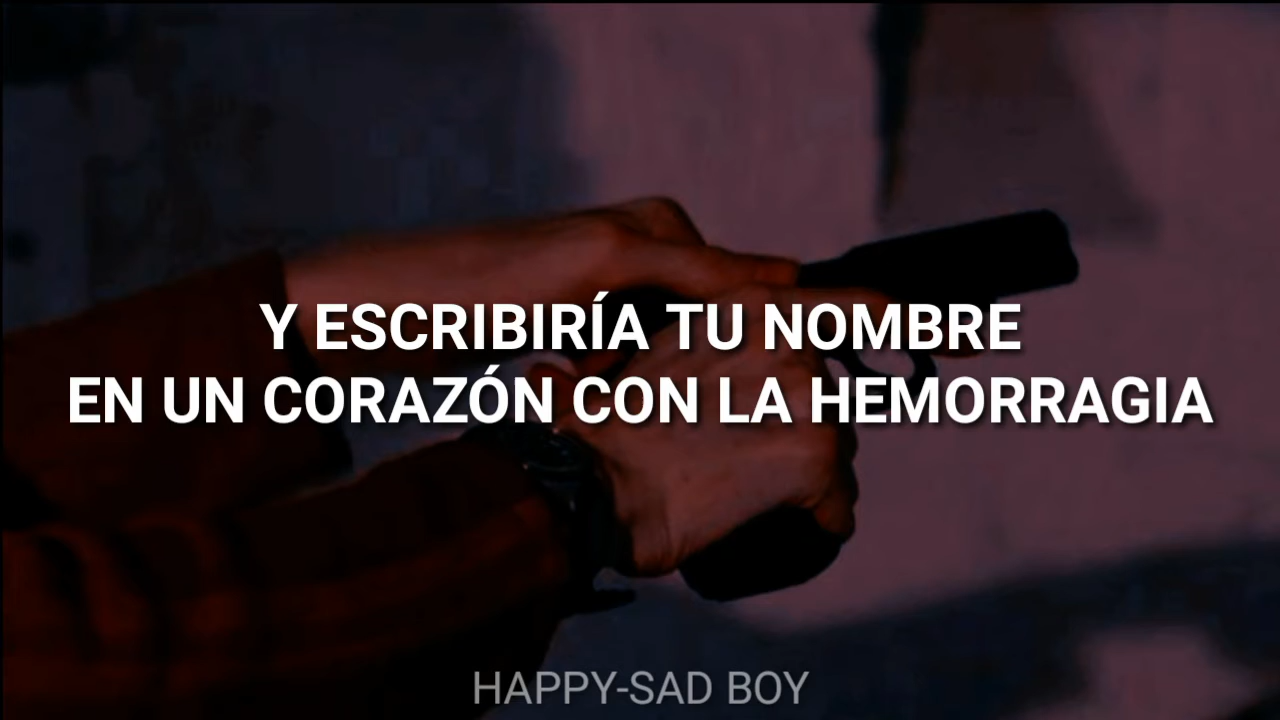 Y ESCRIBIRÍA TU NOMBRE
EN UN CORAZÓN CON LA HEMORRAGIA
HAPPY-SAD BOY